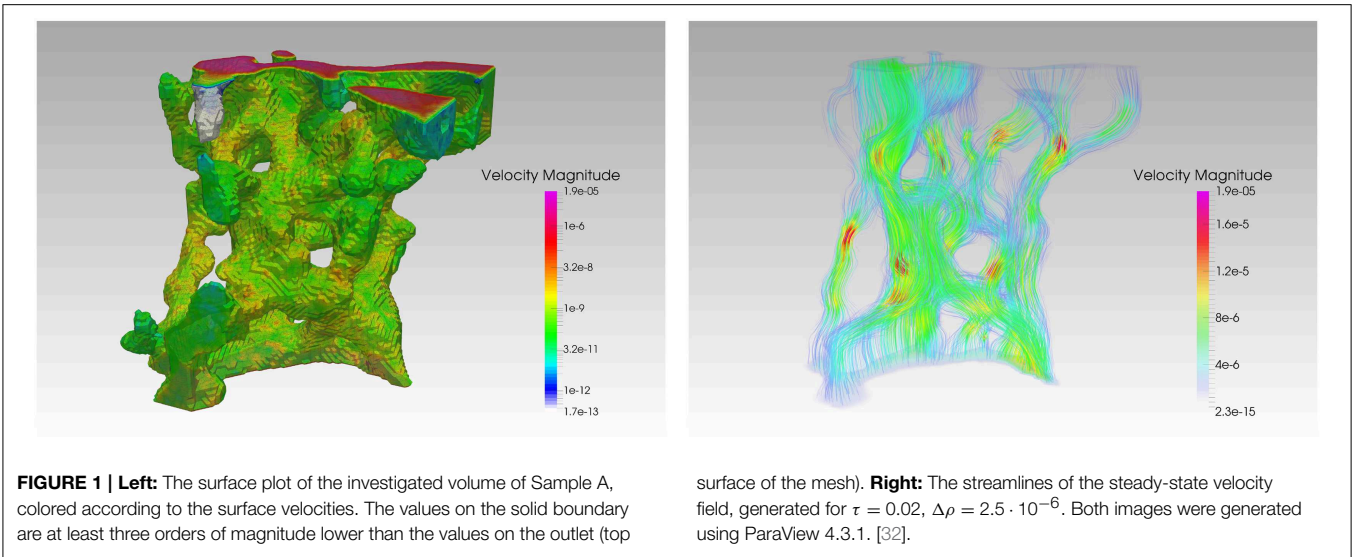 Velocity Magnitude
1.9e-05
1e-6
3.2e-8
1e-9
3.2e-11
1e-12
1.7e-13
Velocity Magnitude
1.9e-05
1.6e-5
1.2e-5
8e-6
4e-6
2.3e-15
FIGURE 1 | Left: The surface plot of the investigated volume of Sample A,
colored according to the surface velocities. The values on the solid boundary
are at least three orders of magnitude lower than the values on the outlet (top
surface of the mesh). Right: The streamlines of the steady-state velocity
field, generated for τ = 0.02, Δρ = 2.5 · 10⁻⁶. Both images were generated
using ParaView 4.3.1. [32].